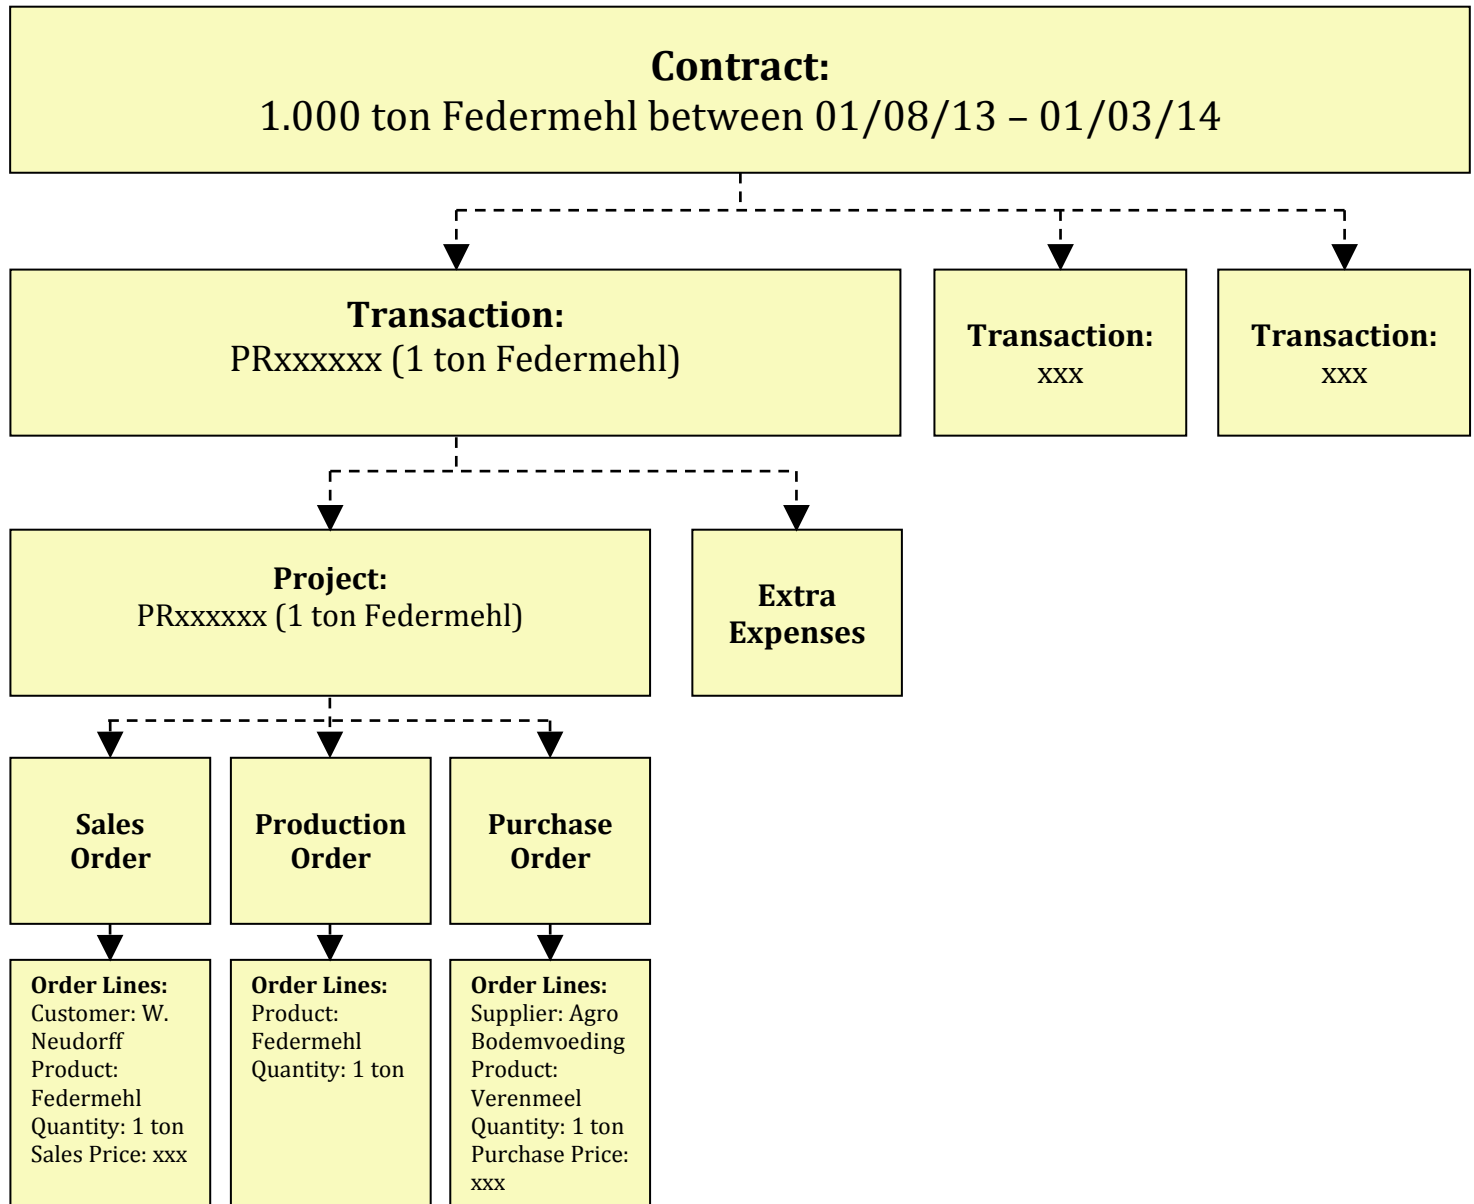 Contract:
1.000 ton Federmehl between 01/08/13 – 01/03/14
Transaction:
PRxxxxxx (1 ton Federmehl)
Transaction:
xxx
Transaction:
xxx
Project:
PRxxxxxx (1 ton Federmehl)
Extra
Expenses
Sales
Order
Production
Order
Purchase
Order
Order Lines:
Customer: W.
Neudorff
Product:
Federmehl
Quantity: 1 ton
Sales Price: xxx
Order Lines:
Product:
Federmehl
Quantity: 1 ton
Order Lines:
Supplier: Agro
Bodemvoeding
Product:
Verenmeel
Quantity: 1 ton
Purchase Price:
xxx